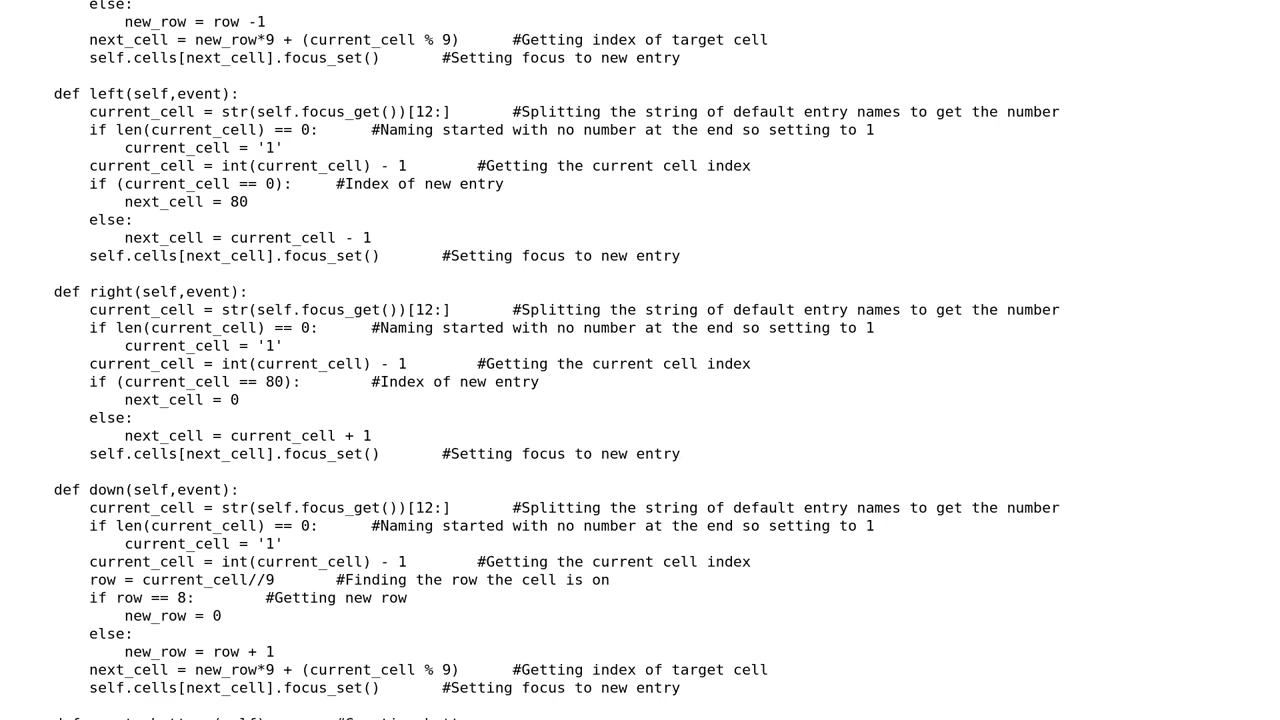 else:
new_row = row -1
next_cell = new_row*9 + (current_cell % 9)      #Getting index of target cell
self.cells[next_cell].focus_set()       #Setting focus to new entry
def left(self,event):
current_cell = str(self.focus_get())[12:]       #Splitting the string of default entry names to get the number
if len(current_cell) == 0:      #Naming started with no number at the end so setting to 1
current_cell = '1'
current_cell = int(current_cell) - 1        #Getting the current cell index
if (current_cell == 0):     #Index of new entry
next_cell = 80
else:
next_cell = current_cell - 1
self.cells[next_cell].focus_set()       #Setting focus to new entry
def right(self,event):
current_cell = str(self.focus_get())[12:]       #Splitting the string of default entry names to get the number
if len(current_cell) == 0:      #Naming started with no number at the end so setting to 1
current_cell = '1'
current_cell = int(current_cell) - 1        #Getting the current cell index
if (current_cell == 80):        #Index of new entry
next_cell = 0
else:
next_cell = current_cell + 1
self.cells[next_cell].focus_set()       #Setting focus to new entry
def down(self,event):
current_cell = str(self.focus_get())[12:]       #Splitting the string of default entry names to get the number
if len(current_cell) == 0:      #Naming started with no number at the end so setting to 1
current_cell = '1'
current_cell = int(current_cell) - 1        #Getting the current cell index
row = current_cell//9       #Finding the row the cell is on
if row == 8:        #Getting new row
new_row = 0
else:
new_row = row + 1
next_cell = new_row*9 + (current_cell % 9)      #Getting index of target cell
self.cells[next_cell].focus_set()       #Setting focus to new entry